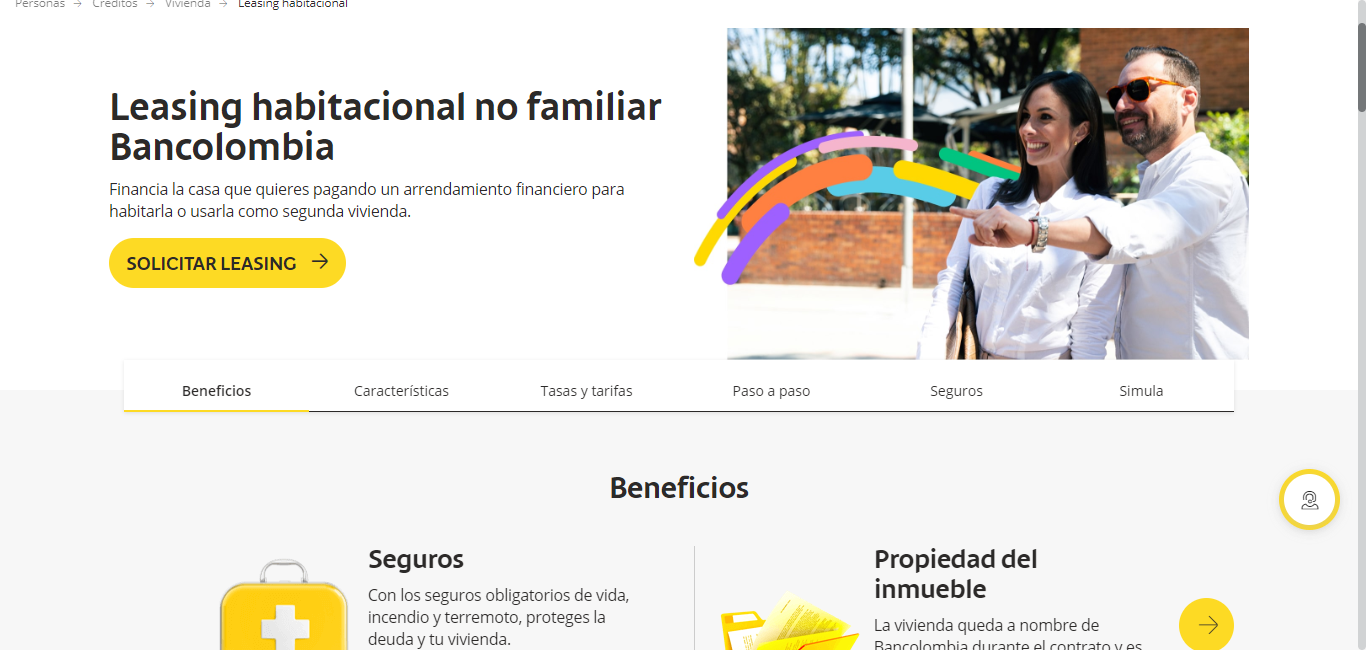 Personas → Créditos → Vivienda → Leasing habitacional
Leasing habitacional no familiar
Bancolombia
Financia la casa que quieres pagando un arrendamiento financiero para
habitarla o usarla como segunda vivienda.
SOLICITAR LEASING →
Beneficios Características Tasas y tarifas Paso a paso Seguros Simula
Beneficios
Seguros
Con los seguros obligatorios de vida,
incendio y terremoto, proteges la
deuda y tu vivienda.
Propiedad del
inmueble
La vivienda queda a nombre de
Bancolombia durante el contrato y es